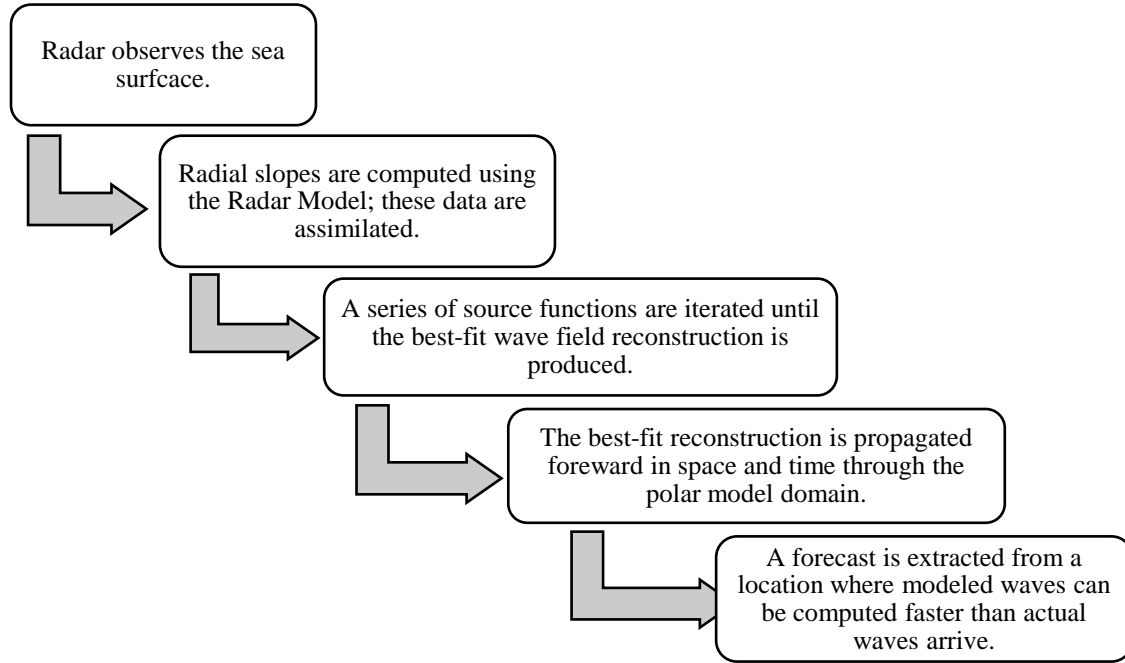 Radar observes the sea
surfcace.
Radial slopes are computed using
the Radar Model; these data are
assimilated.
A series of source functions are iterated until
the best-fit wave field reconstruction is
produced.
The best-fit reconstruction is propagated
foreward in space and time through the
polar model domain.
A forecast is extracted from a
location where modeled waves can
be computed faster than actual
waves arrive.